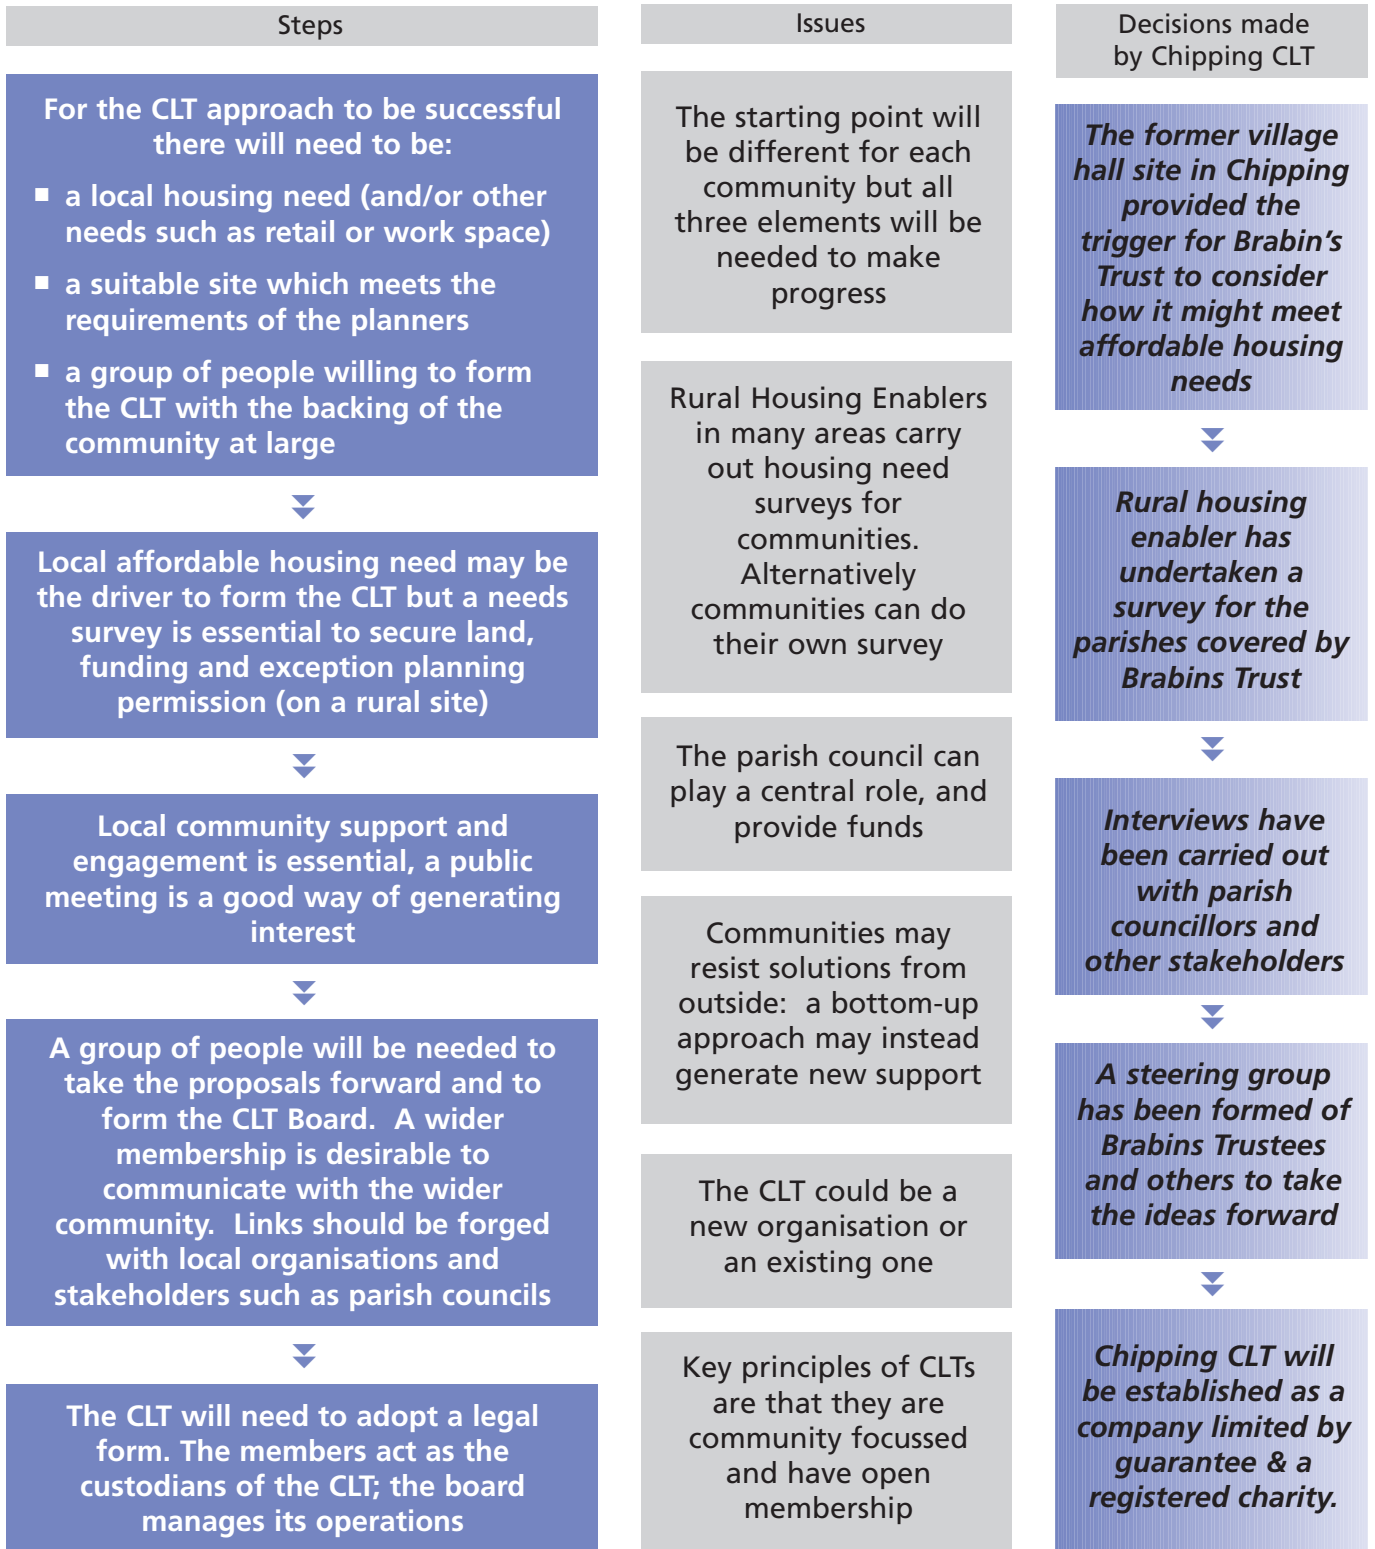 Steps
For the CLT approach to be successful
there will need to be:
■ a local housing need (and/or other
needs such as retail or work space)
■ a suitable site which meets the
requirements of the planners
■ a group of people willing to form
the CLT with the backing of the
community at large
Local affordable housing need may be
the driver to form the CLT but a needs
survey is essential to secure land,
funding and exception planning
permission (on a rural site)
Local community support and
engagement is essential, a public
meeting is a good way of generating
interest
A group of people will be needed to
take the proposals forward and to
form the CLT Board. A wider
membership is desirable to
communicate with the wider
community. Links should be forged
with local organisations and
stakeholders such as parish councils
The CLT will need to adopt a legal
form. The members act as the
custodians of the CLT; the board
manages its operations
Issues
The starting point will
be different for each
community but all
three elements will be
needed to make
progress
Rural Housing Enablers
in many areas carry
out housing need
surveys for
communities.
Alternatively
communities can do
their own survey
The parish council can
play a central role, and
provide funds
Communities may
resist solutions from
outside: a bottom-up
approach may instead
generate new support
The CLT could be a
new organisation or
an existing one
Key principles of CLTs
are that they are
community focussed
and have open
membership
Decisions made
by Chipping CLT
The former village
hall site in Chipping
provided the
trigger for Brabin's
Trust to consider
how it might meet
affordable housing
needs
Rural housing
enabler has
undertaken a
survey for the
parishes covered by
Brabins Trust
Interviews have
been carried out
with parish
councillors and
other stakeholders
A steering group
has been formed of
Brabins Trustees
and others to take
the ideas forward
Chipping CLT will
be established as a
company limited by
guarantee & a
registered charity.